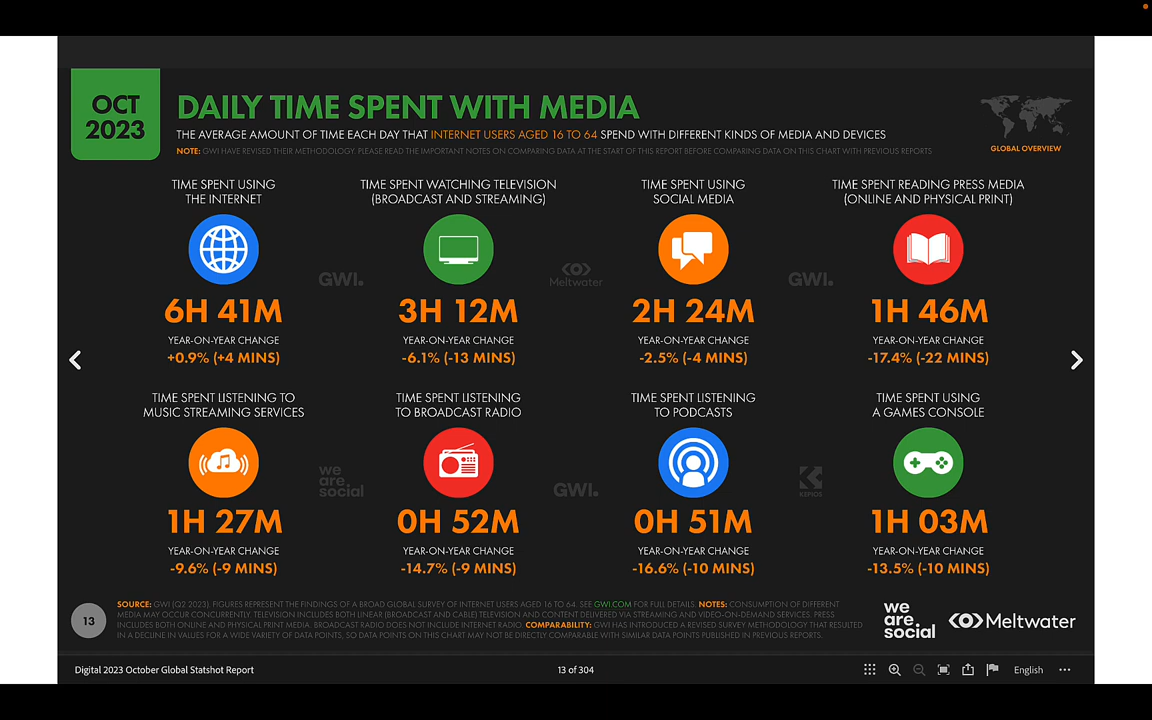 OCT
2023
DAILY TIME SPENT WITH MEDIA
THE AVERAGE AMOUNT OF TIME EACH DAY THAT INTERNET USERS AGED 16 TO 64 SPEND WITH DIFFERENT KINDS OF MEDIA AND DEVICES
NOTE: GWI HAVE REVISED THEIR METHODOLOGY. PLEASE READ THE IMPORTANT NOTES ON COMPARING DATA AT THE START OF THIS REPORT BEFORE COMPARING DATA ON THIS CHART WITH PREVIOUS REPORTS
GLOBAL OVERVIEW
TIME SPENT USING
THE INTERNET
6H 41M
YEAR-ON-YEAR CHANGE
+0.9% (+4 MINS)
TIME SPENT WATCHING TELEVISION
(BROADCAST AND STREAMING)
3H 12M
YEAR-ON-YEAR CHANGE
-6.1% (-13 MINS)
TIME SPENT USING
SOCIAL MEDIA
2H 24M
YEAR-ON-YEAR CHANGE
-2.5% (-4 MINS)
TIME SPENT READING PRESS MEDIA
(ONLINE AND PHYSICAL PRINT)
1H 46M
YEAR-ON-YEAR CHANGE
-17.4% (-22 MINS)
GWI.
Meltwater
GWI.
TIME SPENT LISTENING TO
MUSIC STREAMING SERVICES
1H 27M
YEAR-ON-YEAR CHANGE
-9.6% (-9 MINS)
TIME SPENT LISTENING
TO BROADCAST RADIO
0H 52M
YEAR-ON-YEAR CHANGE
-14.7% (-9 MINS)
TIME SPENT LISTENING
TO PODCASTS
0H 51M
YEAR-ON-YEAR CHANGE
-16.6% (-10 MINS)
TIME SPENT USING
A GAMES CONSOLE
1H 03M
YEAR-ON-YEAR CHANGE
-13.5% (-10 MINS)
we
are
social
GWI.
KEPIOS
13
SOURCE: GWI (Q2 2023). FIGURES REPRESENT THE FINDINGS OF A BROAD GLOBAL SURVEY OF INTERNET USERS AGED 16 TO 64. SEE GWI.COM FOR FULL DETAILS. NOTES: CONSUMPTION OF DIFFERENT
MEDIA MAY OCCUR CONCURRENTLY. TELEVISION INCLUDES BOTH LINEAR (BROADCAST AND CABLE) TELEVISION AND CONTENT DELIVERED VIA STREAMING AND VIDEO-ON-DEMAND SERVICES. PRESS
INCLUDES BOTH ONLINE AND PHYSICAL PRINT MEDIA. BROADCAST RADIO DOES NOT INCLUDE INTERNET RADIO. COMPARABILITY: GWI HAS INTRODUCED A REVISED SURVEY METHODOLOGY THAT RESULTED
IN A DECLINE IN VALUES FOR A WIDE VARIETY OF DATA POINTS, SO DATA POINTS ON THIS CHART MAY NOT BE DIRECTLY COMPARABLE WITH SIMILAR DATA POINTS PUBLISHED IN PREVIOUS REPORTS.
we
are
social
Meltwater
Digital 2023 October Global Statshot Report
13 of 304
English